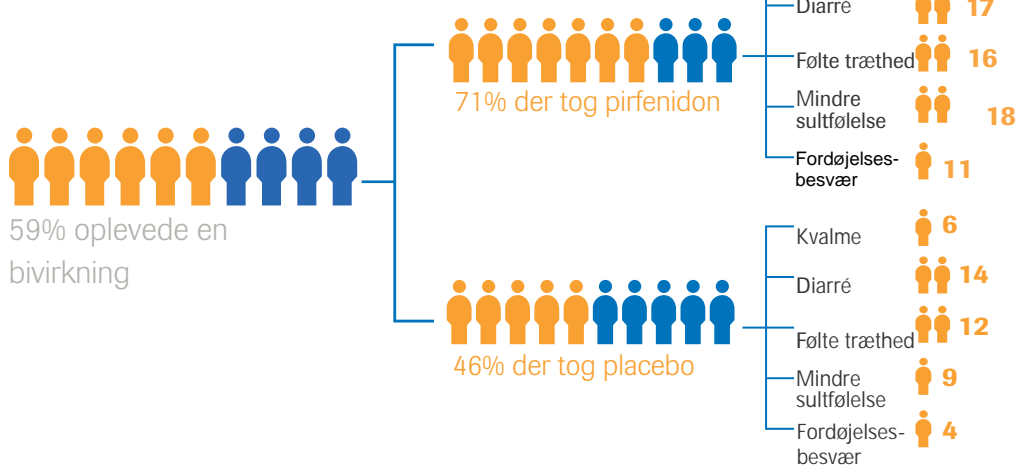 Diarré 17
Følte træthed 16
71% der tog pirfenidon
Mindre
sultfølelse 18
Fordøjelses-
besvær 11
59% oplevede en
bivirkning
Kvalme 6
Diarré 14
Følte træthed 12
46% der tog placebo
Mindre 9
sultfølelse
Fordøjelses- 4
besvær